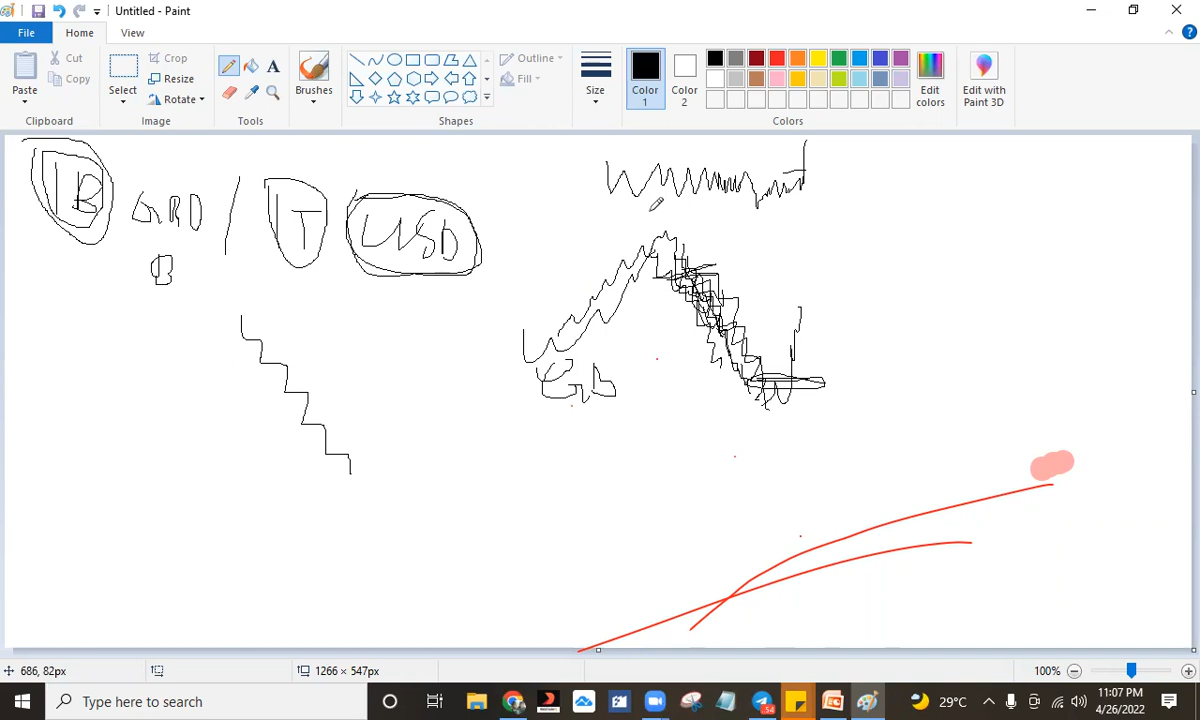 Untitled - Paint
File Home View
Paste
Cut
Copy
Clipboard
Select
Crop
Resize
Rotate
Image
Tools
Brushes
Shapes
Outline
Fill
Size
Color 1
Color 2
Colors
Edit colors
Edit with Paint 3D
B / T USD
B
686, 82px
1266 × 547px
100%
Type here to search
54
29°C
11:07 PM
4/26/2022